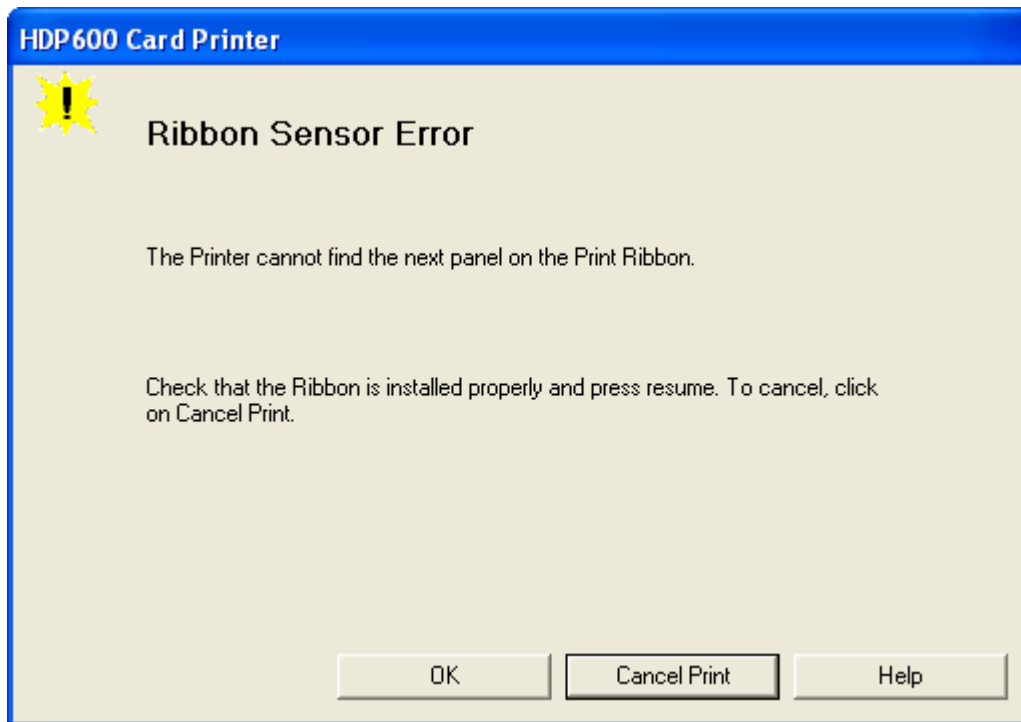 HDP600 Card Printer
!
Ribbon Sensor Error
The Printer cannot find the next panel on the Print Ribbon.
Check that the Ribbon is installed properly and press resume. To cancel, click
on Cancel Print.
OK
Cancel Print
Help